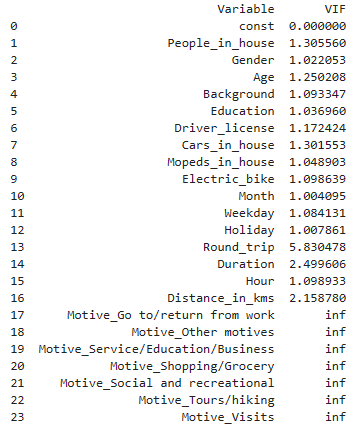 Variable VIF
0 const 0.000000
1 People_in_house 1.305560
2 Gender 1.022053
3 Age 1.250208
4 Background 1.093347
5 Education 1.036960
6 Driver_license 1.172424
7 Cars_in_house 1.301553
8 Mopeds_in_house 1.048903
9 Electric_bike 1.098639
10 Month 1.004095
11 Weekday 1.084131
12 Holiday 1.007861
13 Round_trip 5.830478
14 Duration 2.499606
15 Hour 1.098933
16 Distance_in_kms 2.158780
17 Motive_Go to/return from work inf
18 Motive_Other motives inf
19 Motive_Service/Education/Business inf
20 Motive_Shopping/Grocery inf
21 Motive_Social and recreational inf
22 Motive_Tours/hiking inf
23 Motive_Visits inf